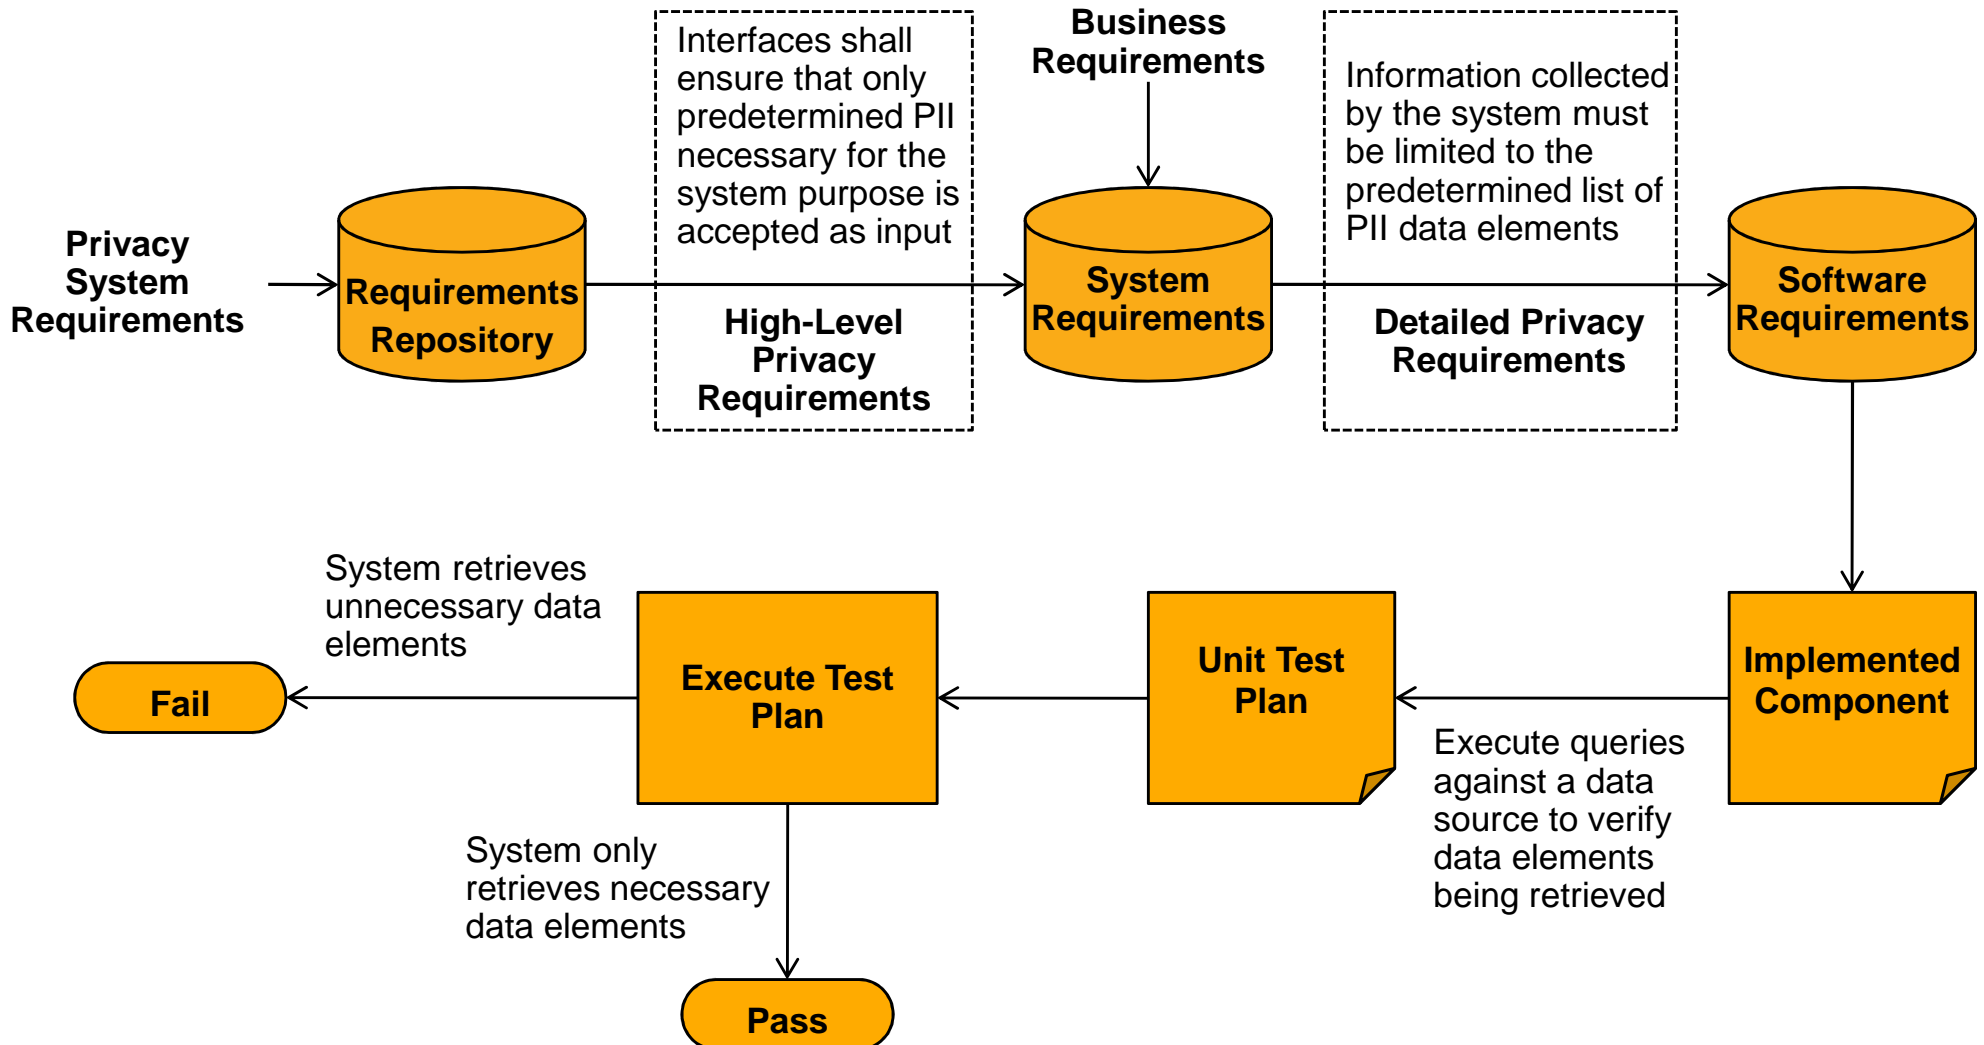 Interfaces shall
ensure that only
predetermined PII
necessary for the
system purpose is
accepted as input
Business
Requirements
Information collected
by the system must
be limited to the
predetermined list of
PII data elements
Privacy
System
Requirements
Requirements
Repository
High-Level
Privacy
Requirements
System
Requirements
Detailed Privacy
Requirements
Software
Requirements
System retrieves
unnecessary data
elements
Fail
Execute Test
Plan
Unit Test
Plan
Implemented
Component
Execute queries
against a data
source to verify
data elements
being retrieved
System only
retrieves necessary
data elements
Pass